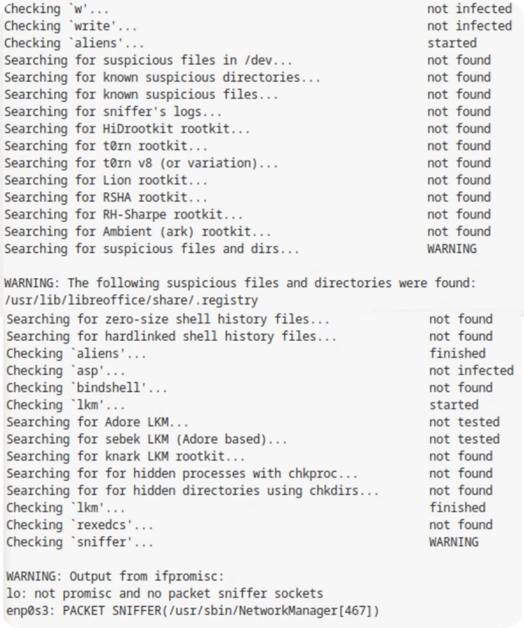 Checking `w'... not infected
Checking `write'... not infected
Checking `aliens'... started
Searching for suspicious files in /dev... not found
Searching for known suspicious directories... not found
Searching for known suspicious files... not found
Searching for sniffer's logs... not found
Searching for HiDrootkit rootkit... not found
Searching for t0rn rootkit... not found
Searching for t0rn v8 (or variation)... not found
Searching for Lion rootkit... not found
Searching for RSHA rootkit... not found
Searching for RH-Sharpe rootkit... not found
Searching for Ambient (ark) rootkit... not found
Searching for suspicious files and dirs... WARNING
WARNING: The following suspicious files and directories were found:
/usr/lib/libreoffice/share/.registry
Searching for zero-size shell history files... not found
Searching for hardlinked shell history files... not found
Checking `aliens'... finished
Checking `asp'... not infected
Checking `bindshell'... not found
Checking `lkm'... started
Searching for Adore LKM... not tested
Searching for sebek LKM (Adore based)... not tested
Searching for knark LKM rootkit... not found
Searching for for hidden processes with chkproc... not found
Searching for for hidden directories using chkdirs... not found
Checking `lkm'... finished
Checking `rexedcs'... not found
Checking `sniffer'... WARNING
WARNING: Output from ifpromisc:
lo: not promisc and no packet sniffer sockets
enp0s3: PACKET SNIFFER(/usr/sbin/NetworkManager[467])